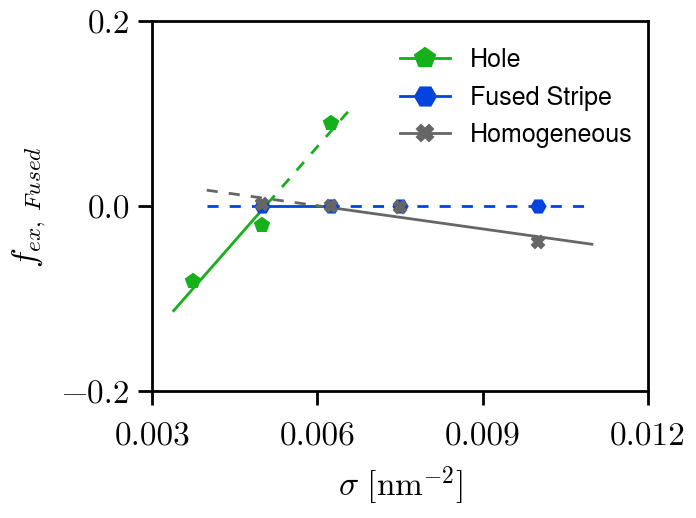 0.2
Hole
Fused Stripe
Homogeneous
f_{ex, Fused}
0.0
−0.2
0.003 0.006 0.009 0.012
σ [nm⁻²]